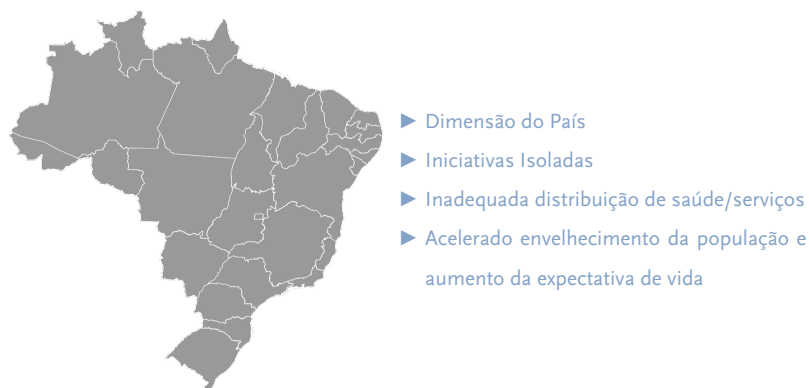 ► Dimensão do País
► Iniciativas Isoladas
► Inadequada distribuição de saúde/serviços
► Acelerado envelhecimento da população e
aumento da expectativa de vida